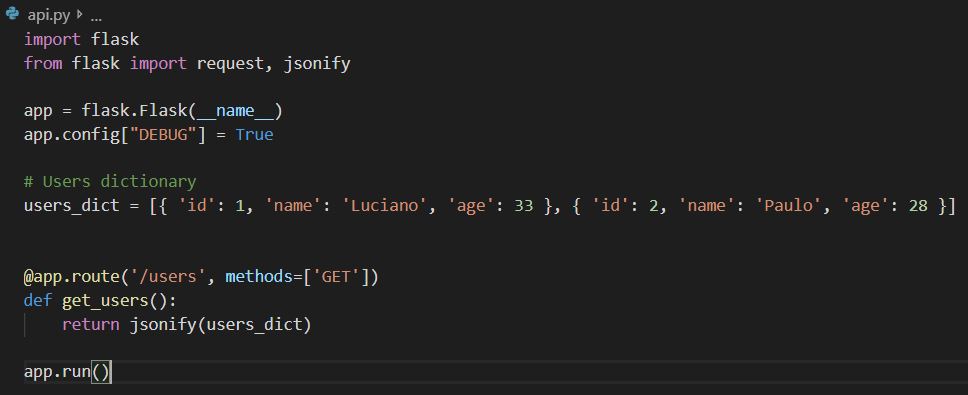 api.py > ...
import flask
from flask import request, jsonify
app = flask.Flask(__name__)
app.config["DEBUG"] = True
# Users dictionary
users_dict = [{ 'id': 1, 'name': 'Luciano', 'age': 33 }, { 'id': 2, 'name': 'Paulo', 'age': 28 }]
@app.route('/users', methods=['GET'])
def get_users():
    return jsonify(users_dict)
app.run()